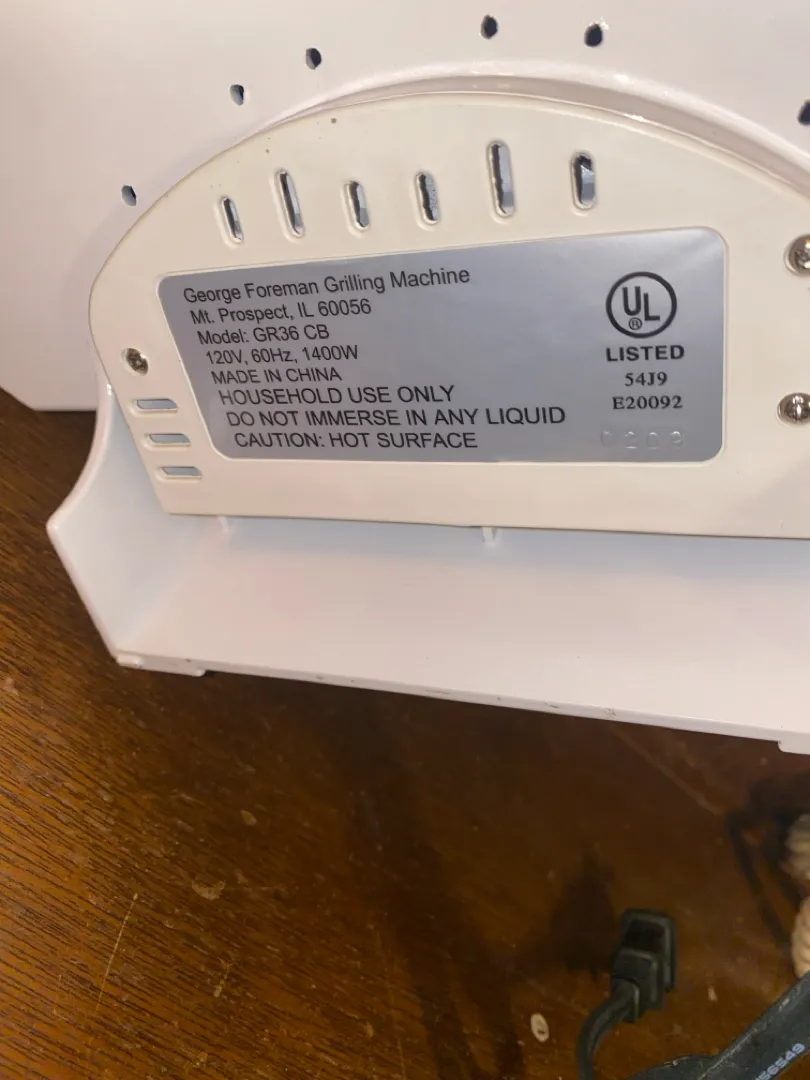 George Foreman Grilling Machine
Mt. Prospect, IL 60056
Model: GR36 CB
120V, 60Hz, 1400W
MADE IN CHINA
HOUSEHOLD USE ONLY
DO NOT IMMERSE IN ANY LIQUID
CAUTION: HOT SURFACE
UL
®
LISTED
54J9
E20092